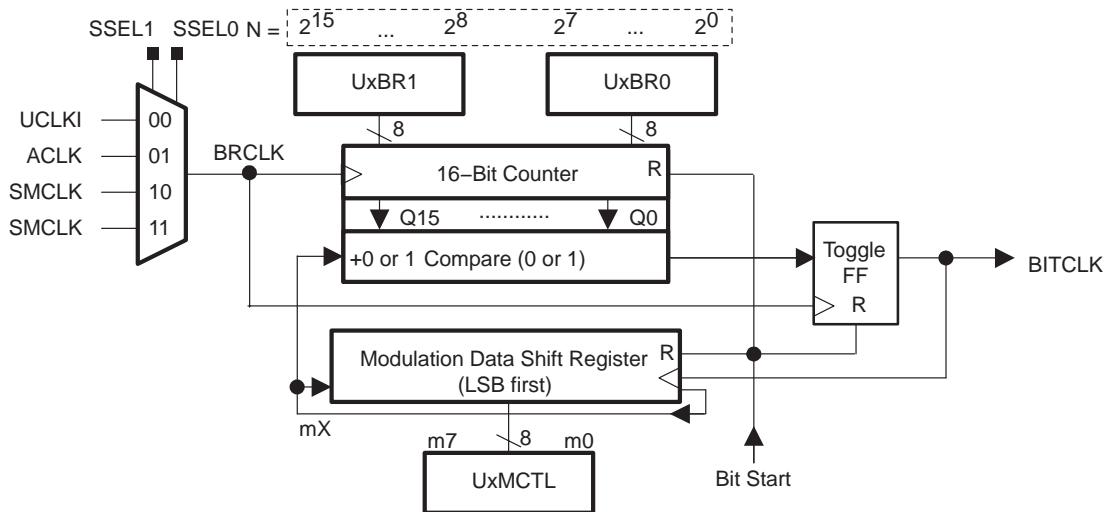 SSEL1 SSEL0 N = 2^15 ... 2^8 2^7 ... 2^0
UxBR1 UxBR0
8 8
UCLKI 00
ACLK 01
SMCLK 10
SMCLK 11
BRCLK
16−Bit Counter R
Q15 ............ Q0
+0 or 1 Compare (0 or 1)
Toggle
FF
R
BITCLK
Modulation Data Shift Register R
(LSB first)
mX
m7 8 m0
UxMCTL
Bit Start